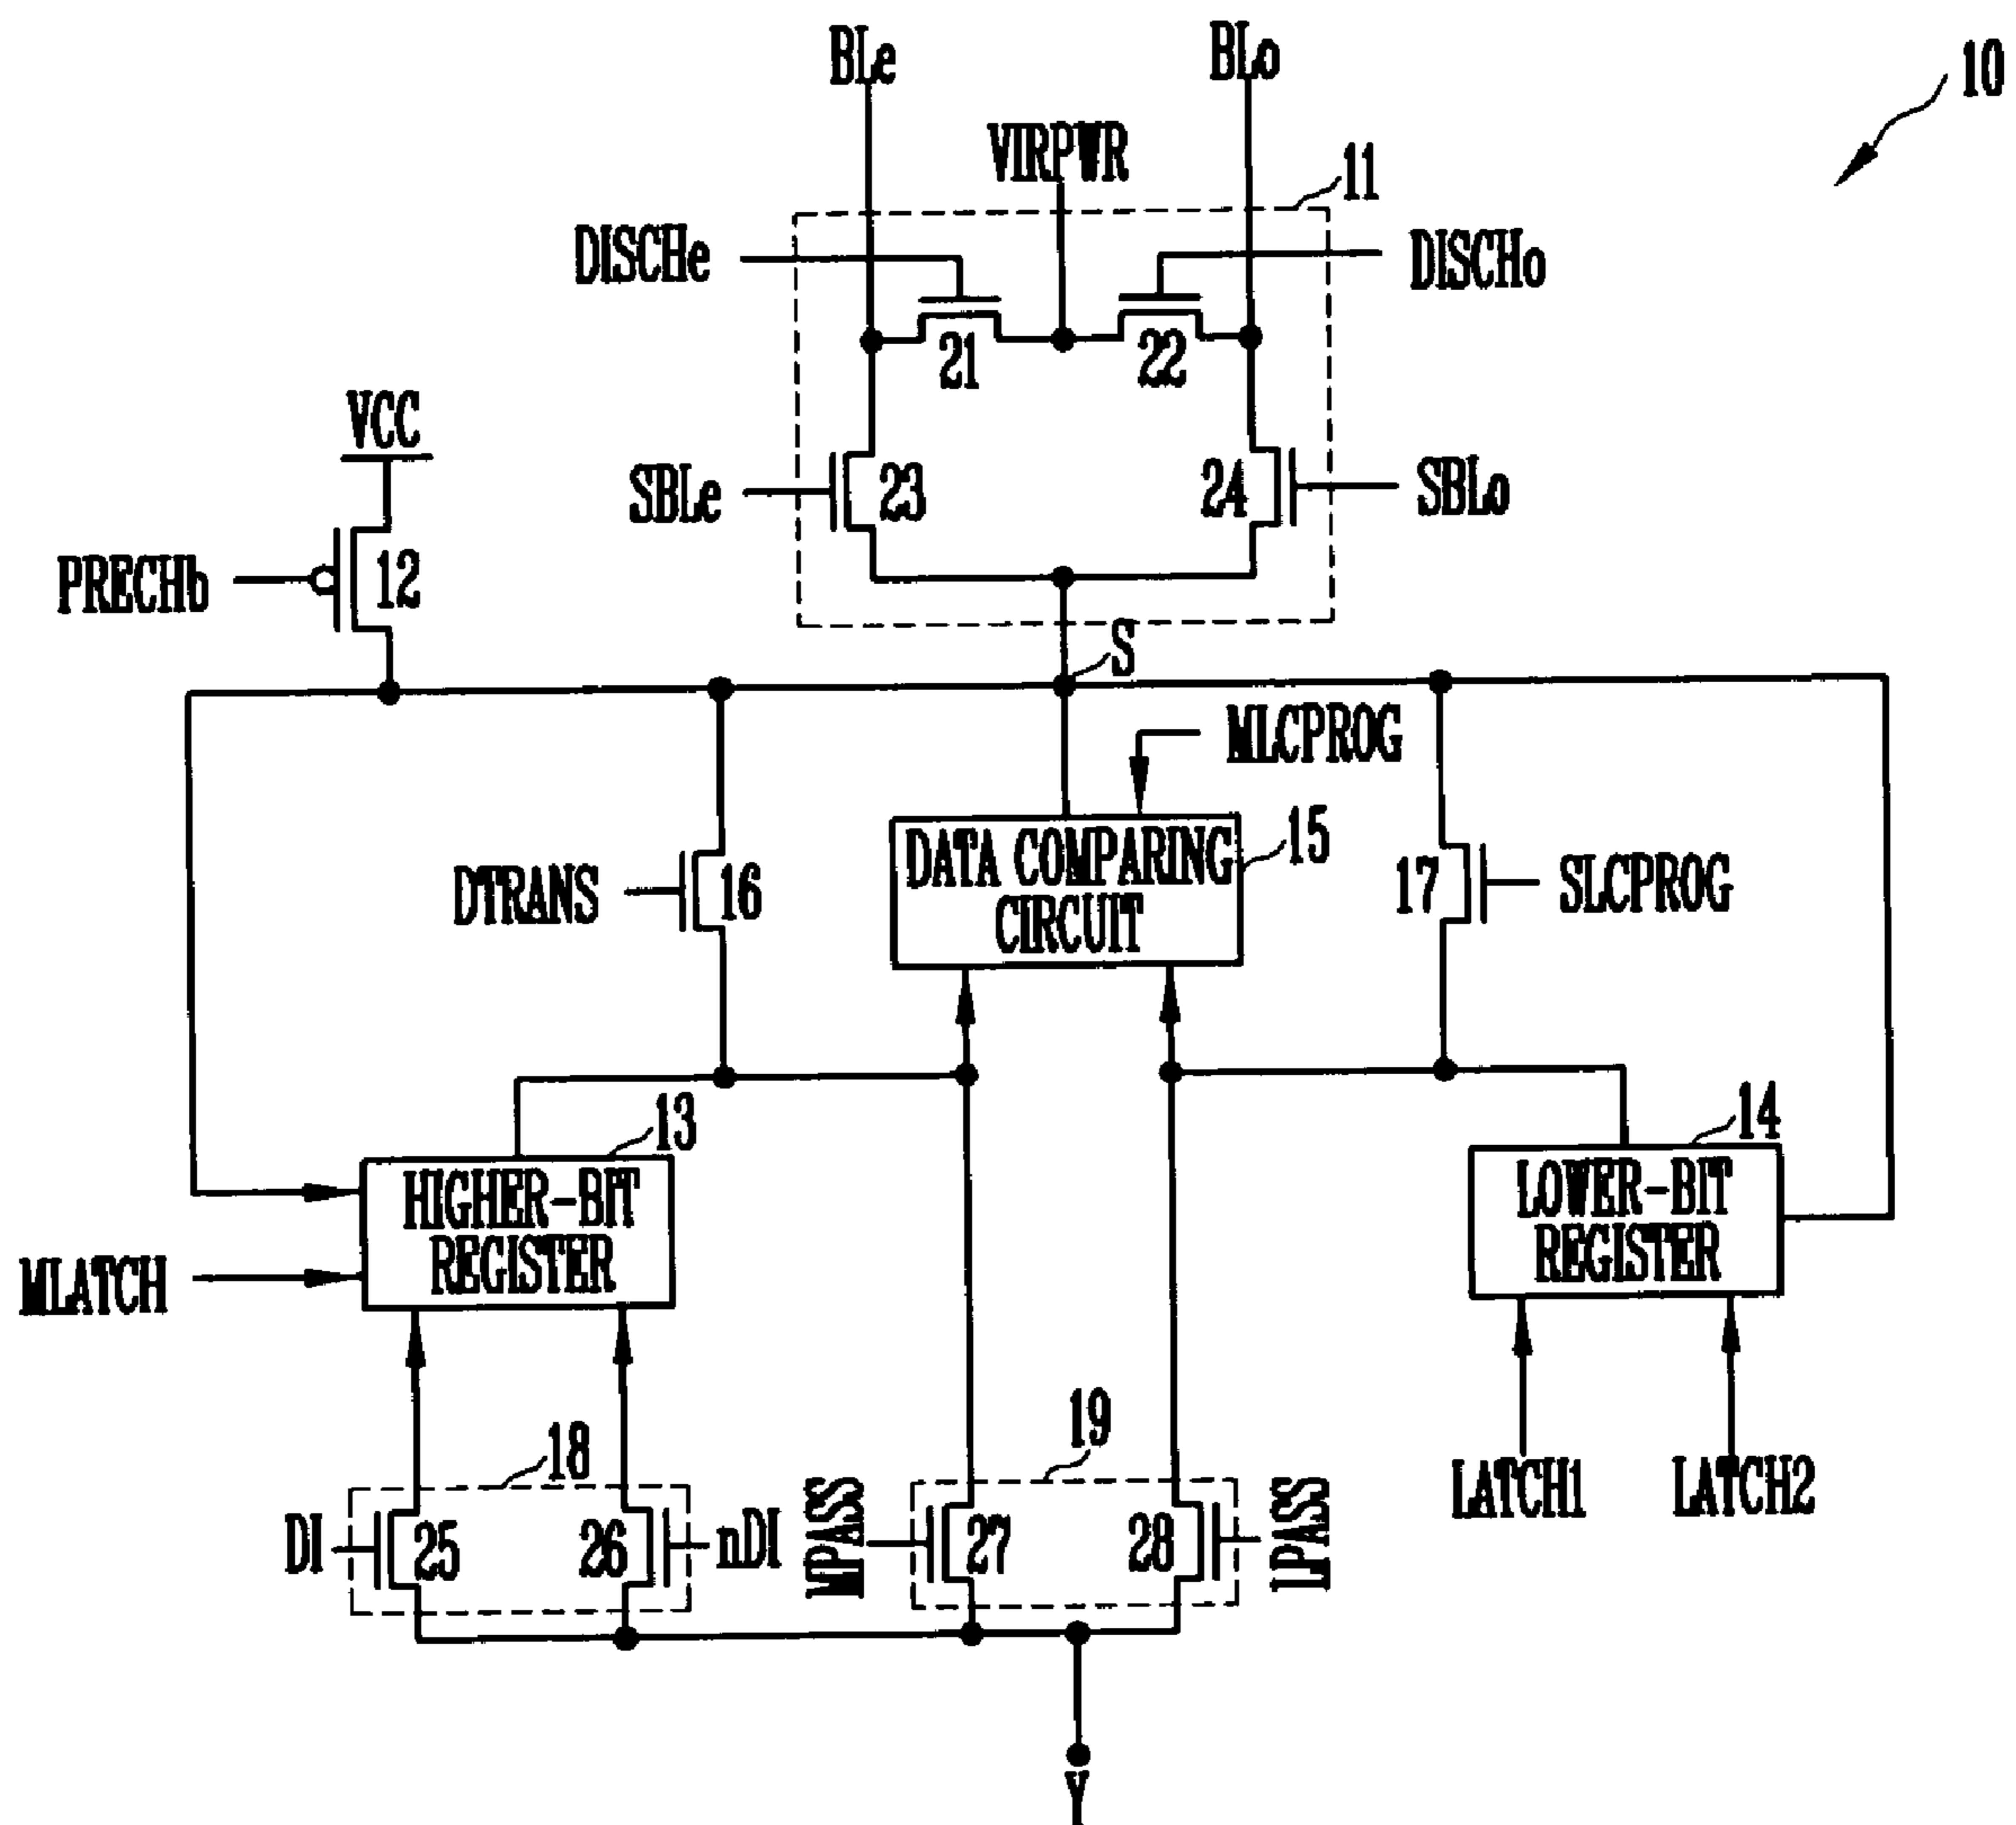 BLe
BLo
10
VIRPWR
11
DISCHe
DISCHo
21
22
VCC
SBLe
23
24
SBLo
PRECHb
12
S
MLCPROG
15
DATA COMPARING
CIRCUIT
DTRANS
16
17
SLCPROG
13
14
HIGHER-BIT
REGISTER
LOWER-BIT
REGISTER
MLATCH
18
19
LATCH1
LATCH2
DI
25
26
nDI
MPASS
27
28
LPASS
Y